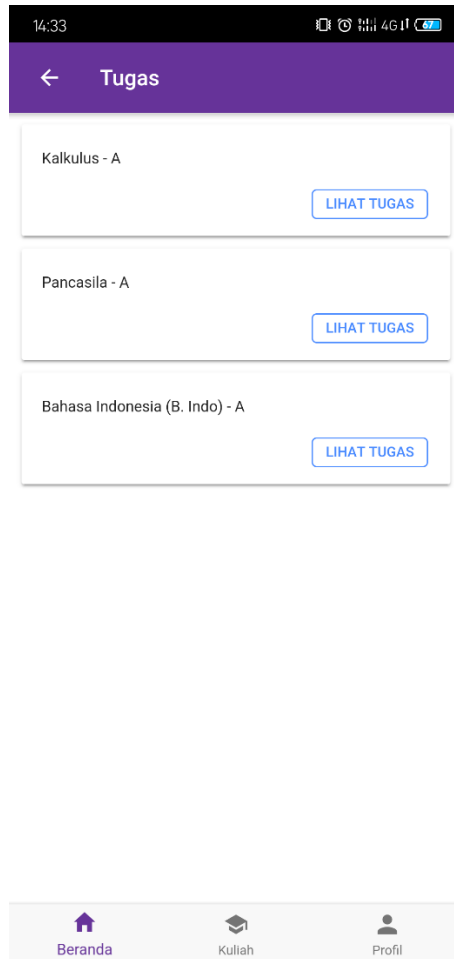 14:33 4G 67
Tugas
Kalkulus - A
LIHAT TUGAS
Pancasila - A
LIHAT TUGAS
Bahasa Indonesia (B. Indo) - A
LIHAT TUGAS
Beranda Kuliah Profil